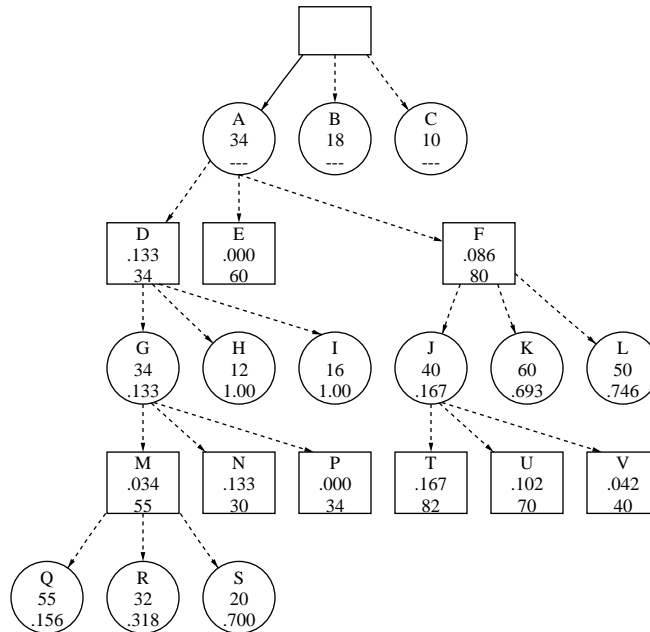 A
34
---
B
18
---
C
10
---
D
.133
34
E
.000
60
F
.086
80
G
34
.133
H
12
1.00
I
16
1.00
J
40
.167
K
60
.693
L
50
.746
M
.034
55
N
.133
30
P
.000
34
T
.167
82
U
.102
70
V
.042
40
Q
55
.156
R
32
.318
S
20
.700